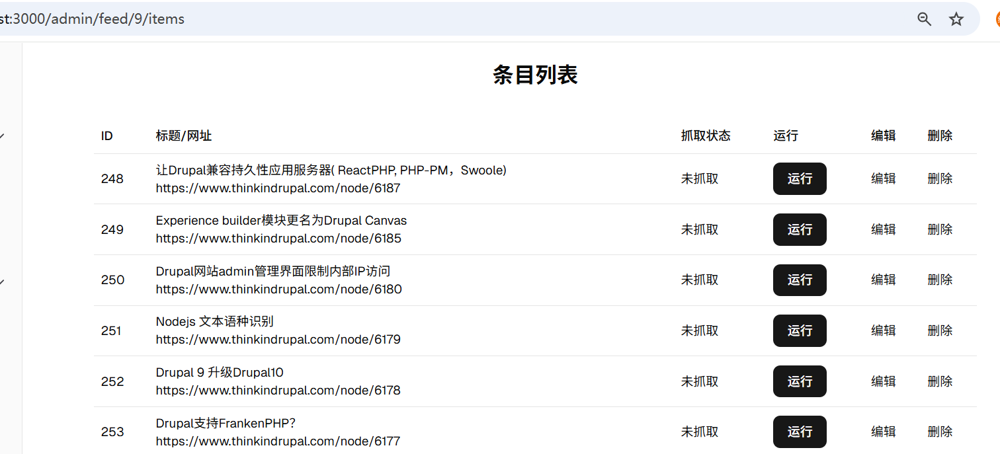 st:3000/admin/feed/9/items
条目列表
ID 标题/网址 抓取状态 运行 编辑 删除
让Drupal兼容持久性应用服务器( ReactPHP, PHP-PM，Swoole)
248 未抓取 运行 编辑 删除
https://www.thinkindrupal.com/node/6187
Experience builder模块更名为Drupal Canvas
249 未抓取 运行 编辑 删除
https://www.thinkindrupal.com/node/6185
Drupal网站admin管理界面限制内部IP访问
250 未抓取 运行 编辑 删除
https://www.thinkindrupal.com/node/6180
Nodejs 文本语种识别
251 未抓取 运行 编辑 删除
https://www.thinkindrupal.com/node/6179
Drupal 9 升级Drupal10
252 未抓取 运行 编辑 删除
https://www.thinkindrupal.com/node/6178
Drupal支持FrankenPHP？
253 未抓取 运行 编辑 删除
https://www.thinkindrupal.com/node/6177